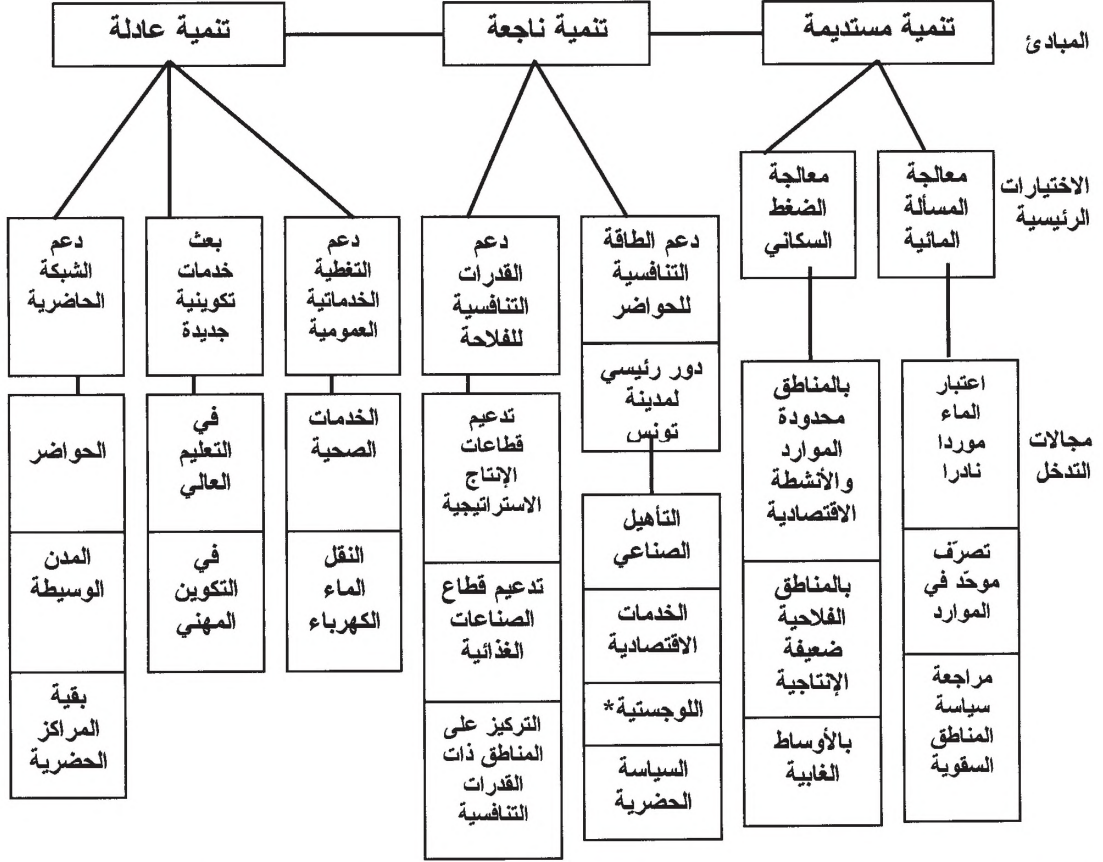 المبادئ
تنمية مستديمة
تنمية ناجعة
تنمية عادلة
الاختيارات
الرئيسية
معالجة
المسألة
المائية
معالجة
الضغط
السكاني
دعم الطاقة
التنافسية
للحواضر
دور رئيسي
لمدينة
تونس
دعم
القدرات
التنافسية
للفلاحة
دعم
التغطية
الخدماتية
العمومية
بعث
خدمات
تكوينية
جديدة
دعم
الشبكة
الحاضرية
مجالات
التدخل
اعتبار
الماء
موردا
نادرا
تصرّف
موحّد في
الموارد
مراجعة
سياسة
المناطق
السقوية
بالمناطق
محدودة
الموارد
والأنشطة
الاقتصادية
بالمناطق
الفلاحية
ضعيفة
الإنتاجية
بالأوساط
الغابية
التأهيل
الصناعي
الخدمات
الاقتصادية
اللوجستية*
السياسة
الحضرية
تدعيم
قطاعات
الإنتاج
الاستراتيجية
تدعيم قطاع
الصناعات
الغذائية
التركيز على
المناطق ذات
القدرات
التنافسية
الخدمات
الصحية
النقل
الماء
الكهرباء
في
التعليم
العالي
في
التكوين
المهني
الحواضر
المدن
الوسيطة
بقية
المراكز
الحضرية